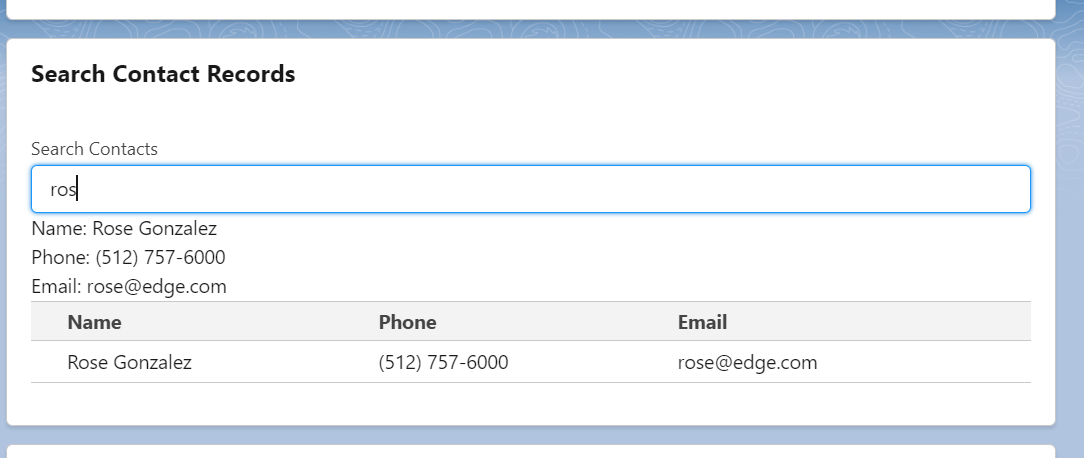 Search Contact Records
Search Contacts
ros
Name: Rose Gonzalez
Phone: (512) 757-6000
Email: rose@edge.com
Name Phone Email
Rose Gonzalez (512) 757-6000 rose@edge.com